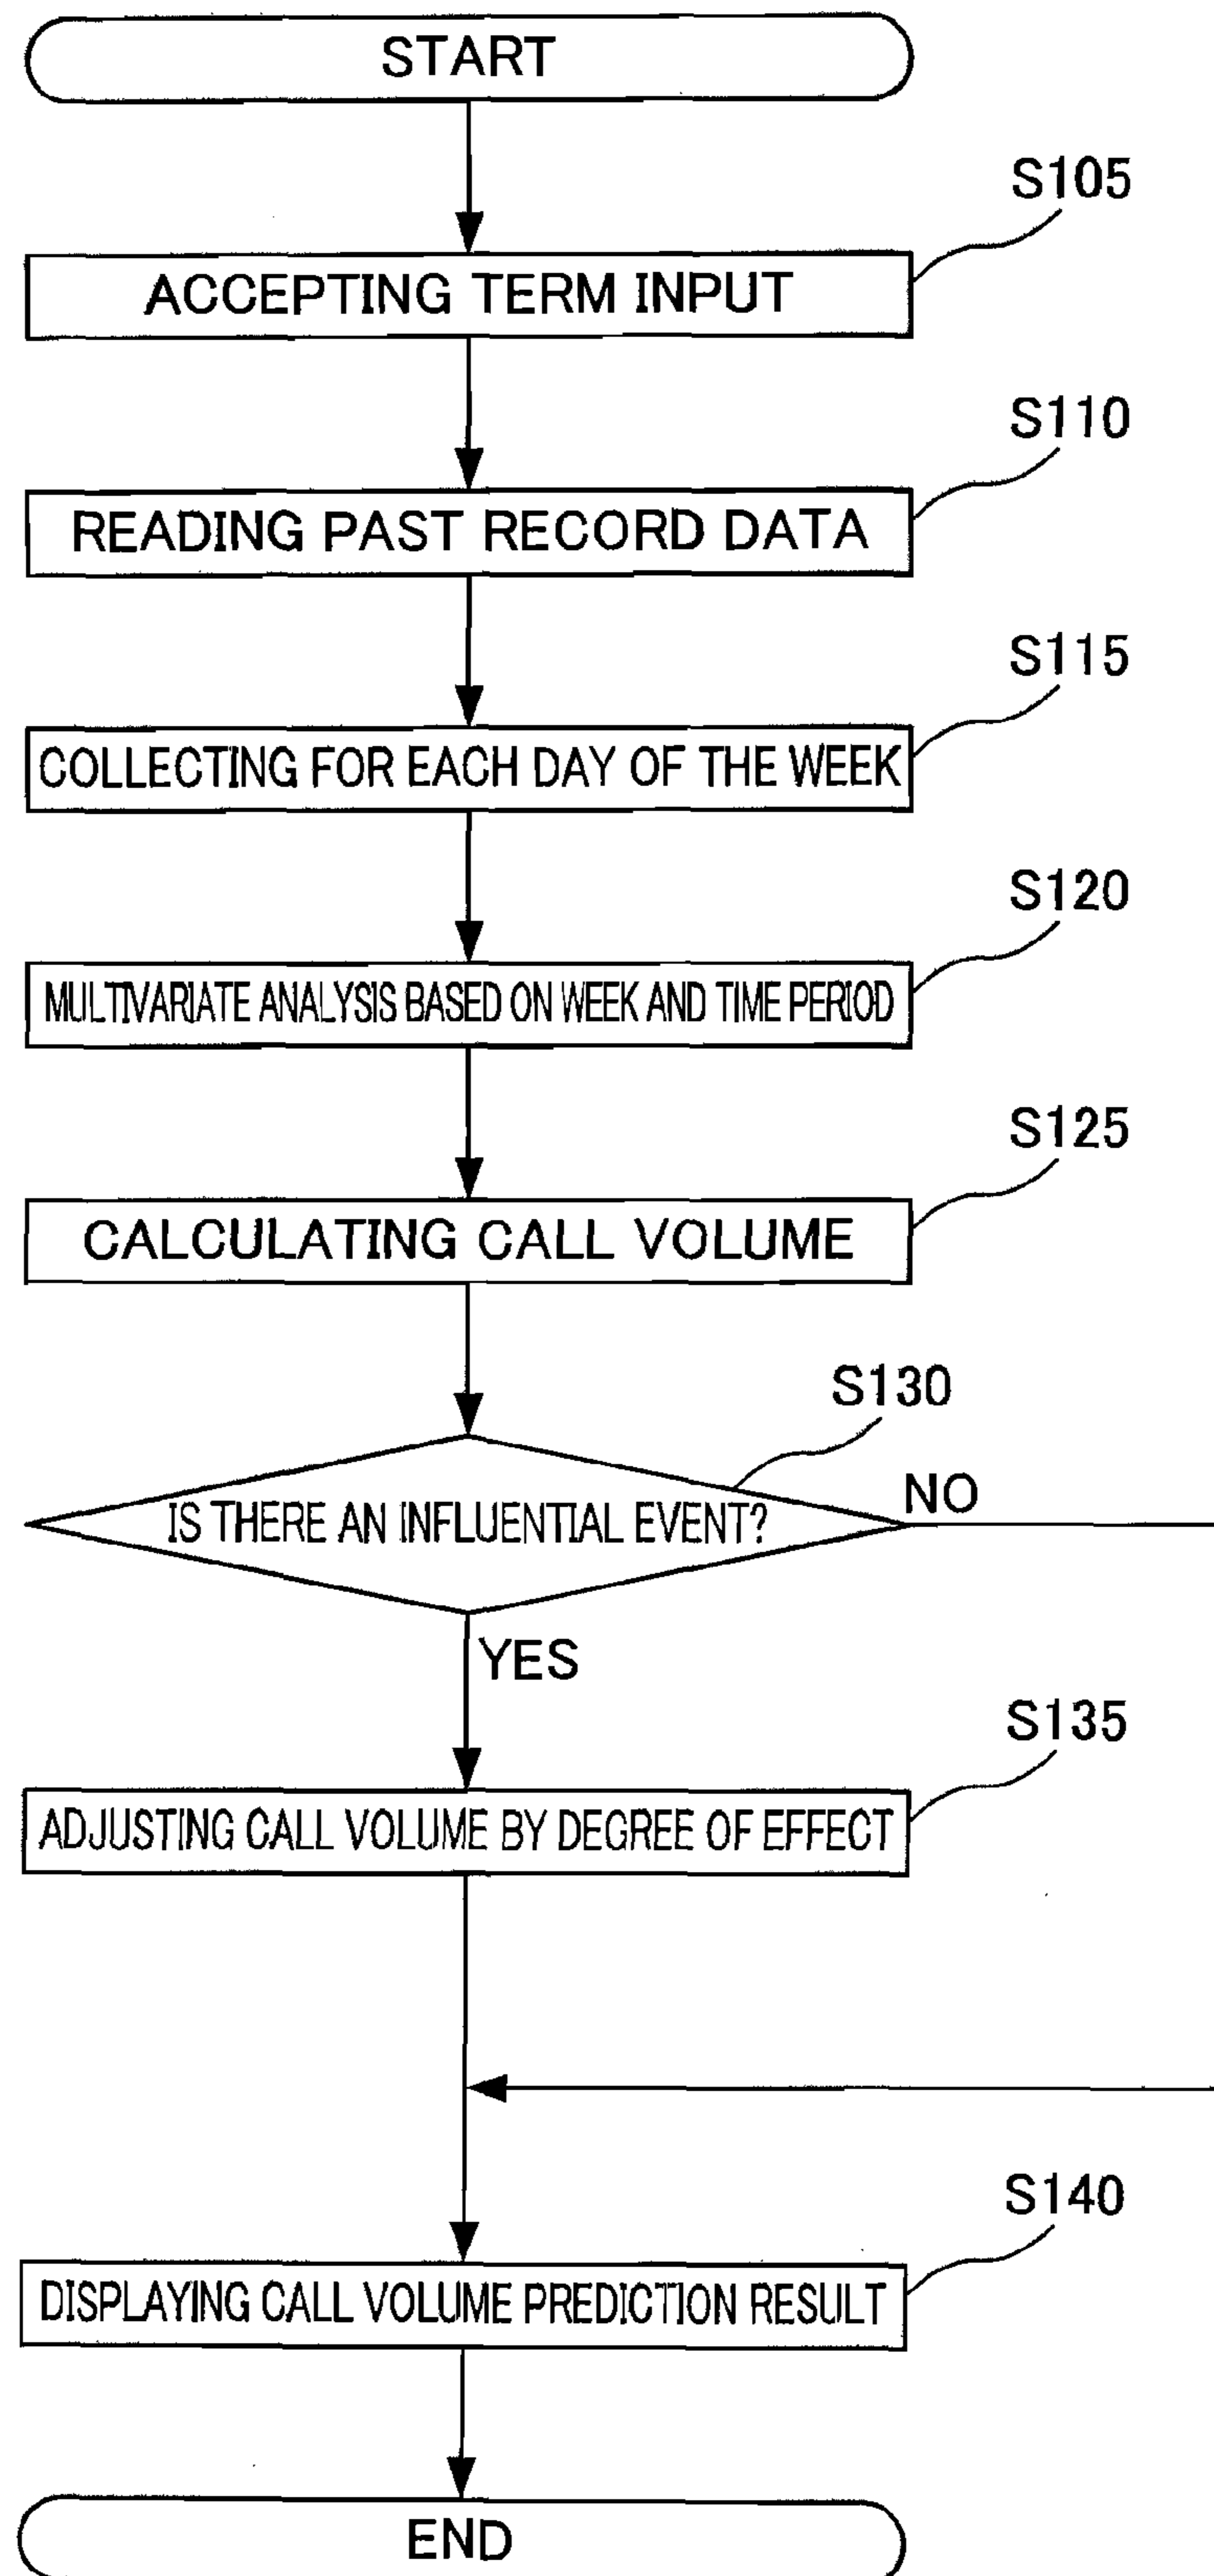 START
S105
ACCEPTING TERM INPUT
S110
READING PAST RECORD DATA
S115
COLLECTING FOR EACH DAY OF THE WEEK
S120
MULTIVARIATE ANALYSIS BASED ON WEEK AND TIME PERIOD
S125
CALCULATING CALL VOLUME
S130
IS THERE AN INFLUENTIAL EVENT?
NO
YES
S135
ADJUSTING CALL VOLUME BY DEGREE OF EFFECT
S140
DISPLAYING CALL VOLUME PREDICTION RESULT
END